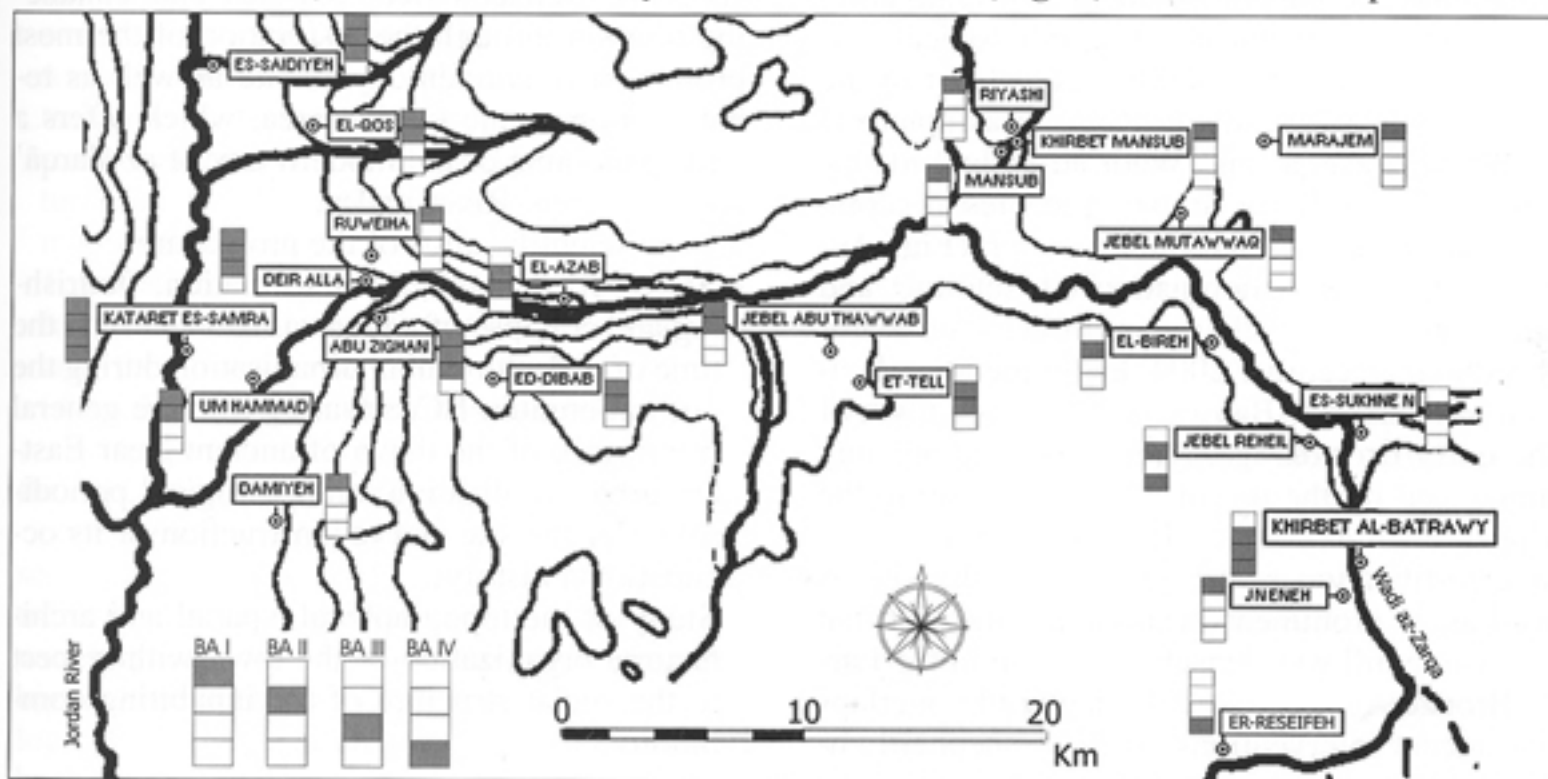 ES-SAIDIYEH
EL-QOS
RIYASHI
KHIRBET MANSUB
MARAJEM
MANSUB
RUWEIHA
JEBEL MUTAWWAQ
EL-AZAB
DEIR ALLA
KATARET ES-SAMRA
JEBEL ABU THAWWAB
ABU ZIGHAN
EL-BIREH
ED-DIBAB
ET-TELL
UM HAMMAD
ES-SUKHNE N
JEBEL REHEIL
DAMIYEH
KHIRBET AL-BATRAWY
JNENEH
Wadi az-Zarqa
ER-RESEIFEH
Jordan River
BA I BA II BA III BA IV
0 10 20
Km